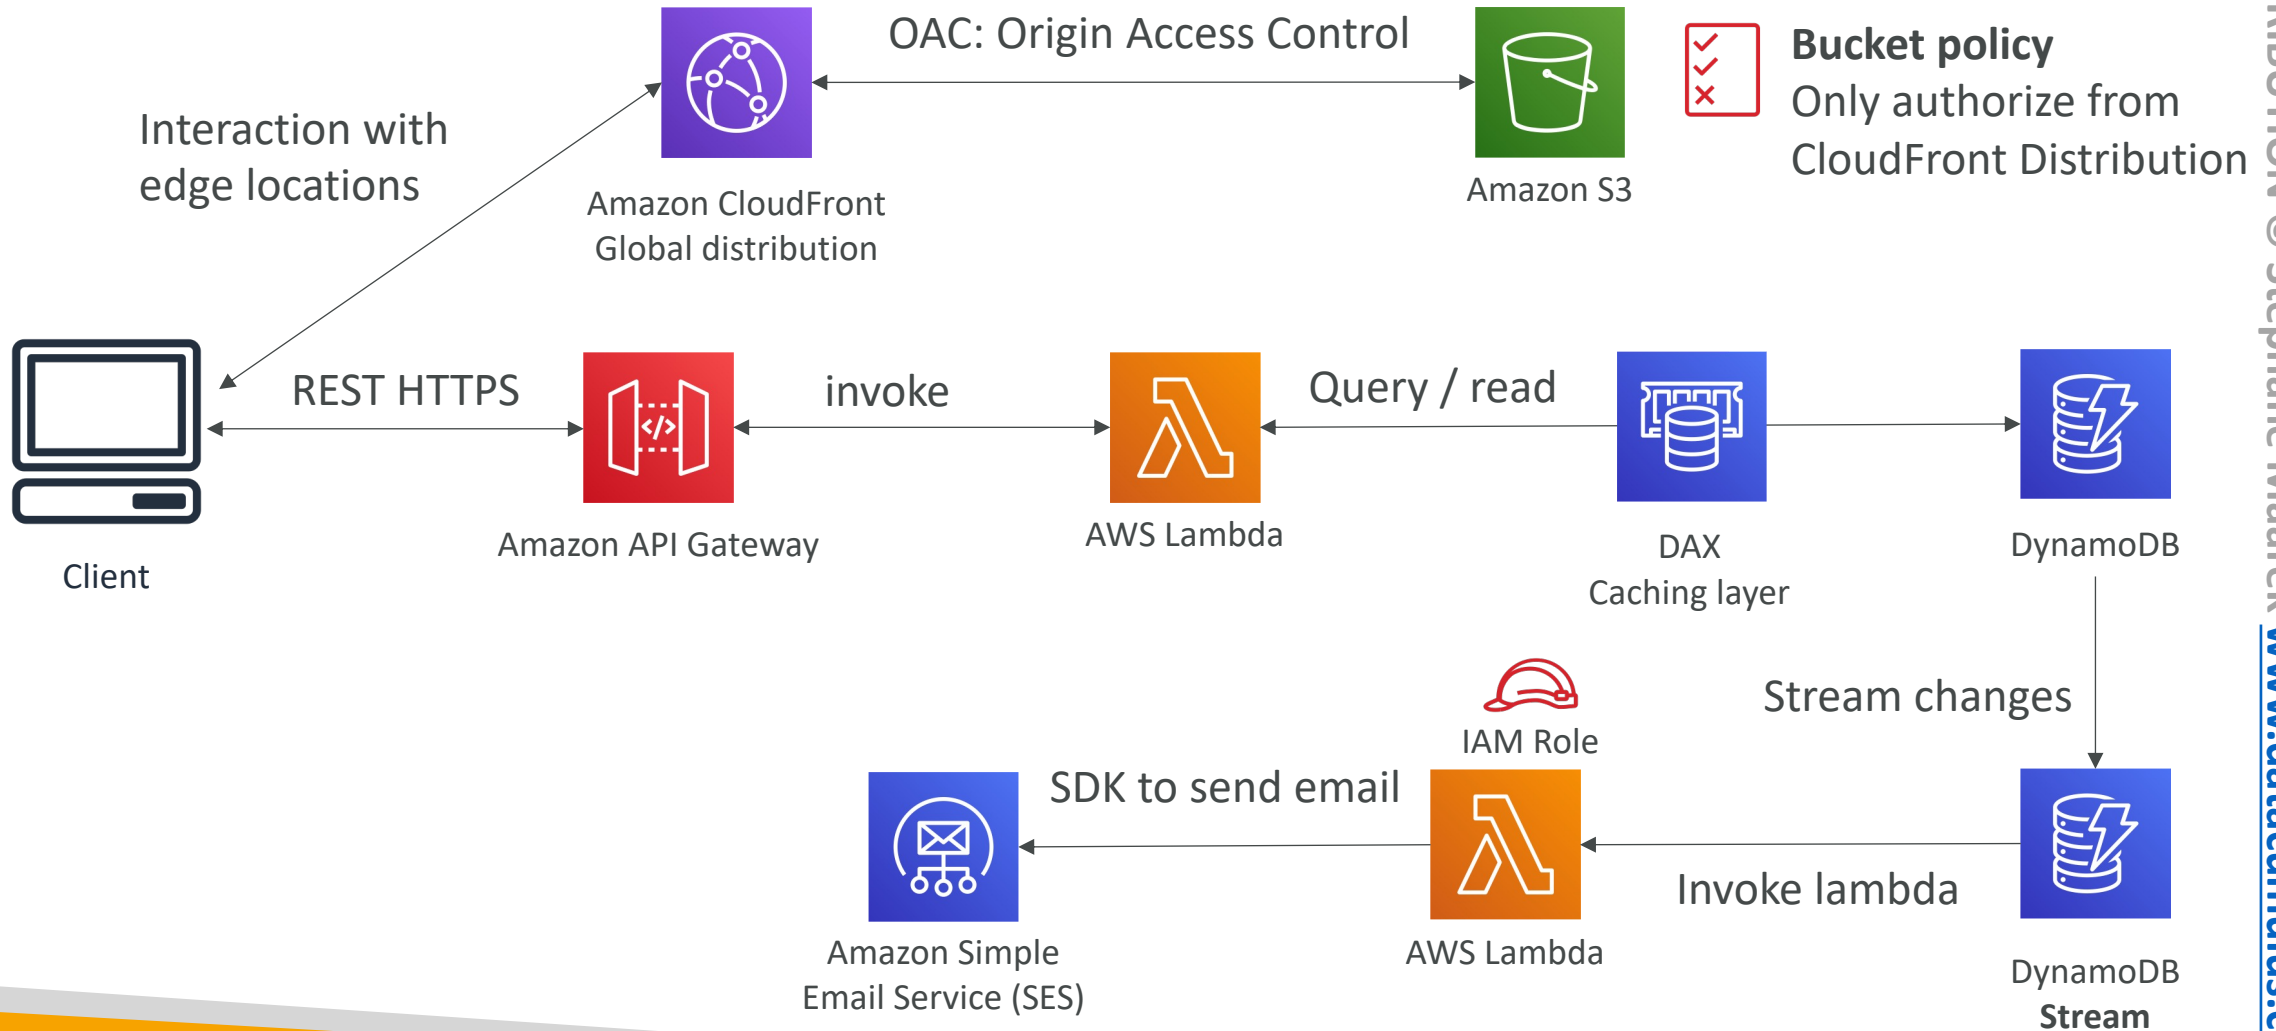 OAC: Origin Access Control
Bucket policy
Only authorize from
CloudFront Distribution
Interaction with
edge locations
Amazon CloudFront
Global distribution
Amazon S3
REST HTTPS
invoke
Query / read
Client
Amazon API Gateway
AWS Lambda
DAX
Caching layer
DynamoDB
Stream changes
IAM Role
SDK to send email
Invoke lambda
Amazon Simple
Email Service (SES)
AWS Lambda
DynamoDB
Stream